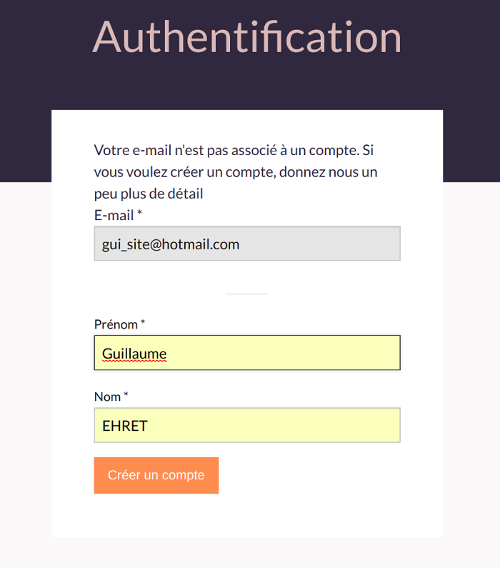 Authentification
Votre e-mail n'est pas associé à un compte. Si
vous voulez créer un compte, donnez nous un
peu plus de détail
E-mail *
gui_site@hotmail.com
Prénom *
Guillaume
Nom *
EHRET
Créer un compte